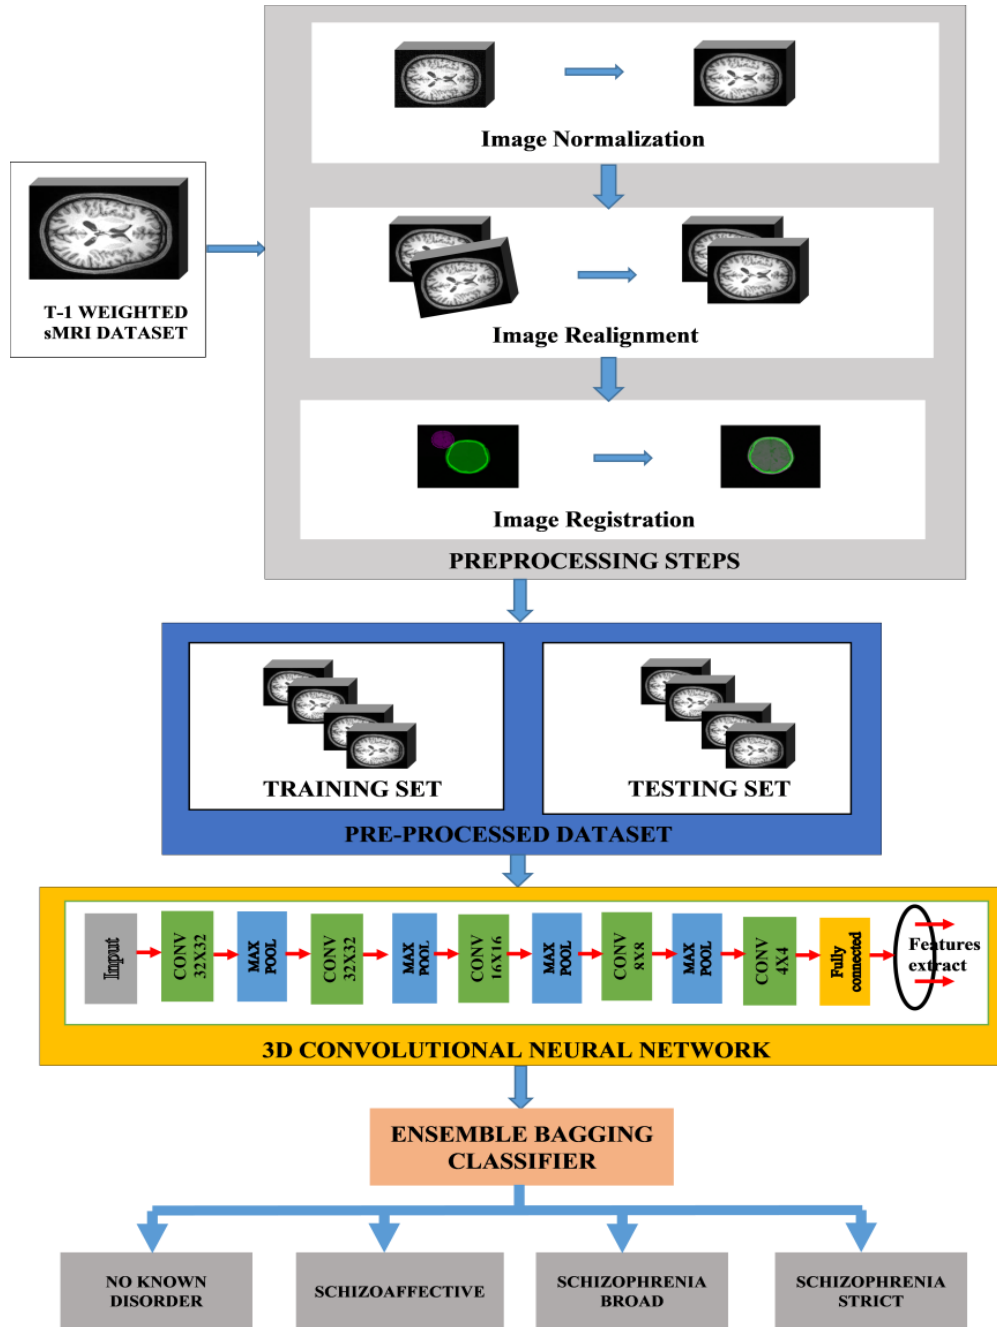 Image Normalization
T-1 WEIGHTED
sMRI DATASET
Image Realignment
Image Registration
PREPROCESSING STEPS
TRAINING SET
TESTING SET
PRE-PROCESSED DATASET
Input
CONV
32X32
MAX
POOL
CONV
32X32
MAX
POOL
CONV
16X16
MAX
POOL
CONV
8X8
MAX
POOL
CONV
4X4
Fully
connected
Features
extract
3D CONVOLUTIONAL NEURAL NETWORK
ENSEMBLE BAGGING
CLASSIFIER
NO KNOWN
DISORDER
SCHIZOAFFECTIVE
SCHIZOPHRENIA
BROAD
SCHIZOPHRENIA
STRICT